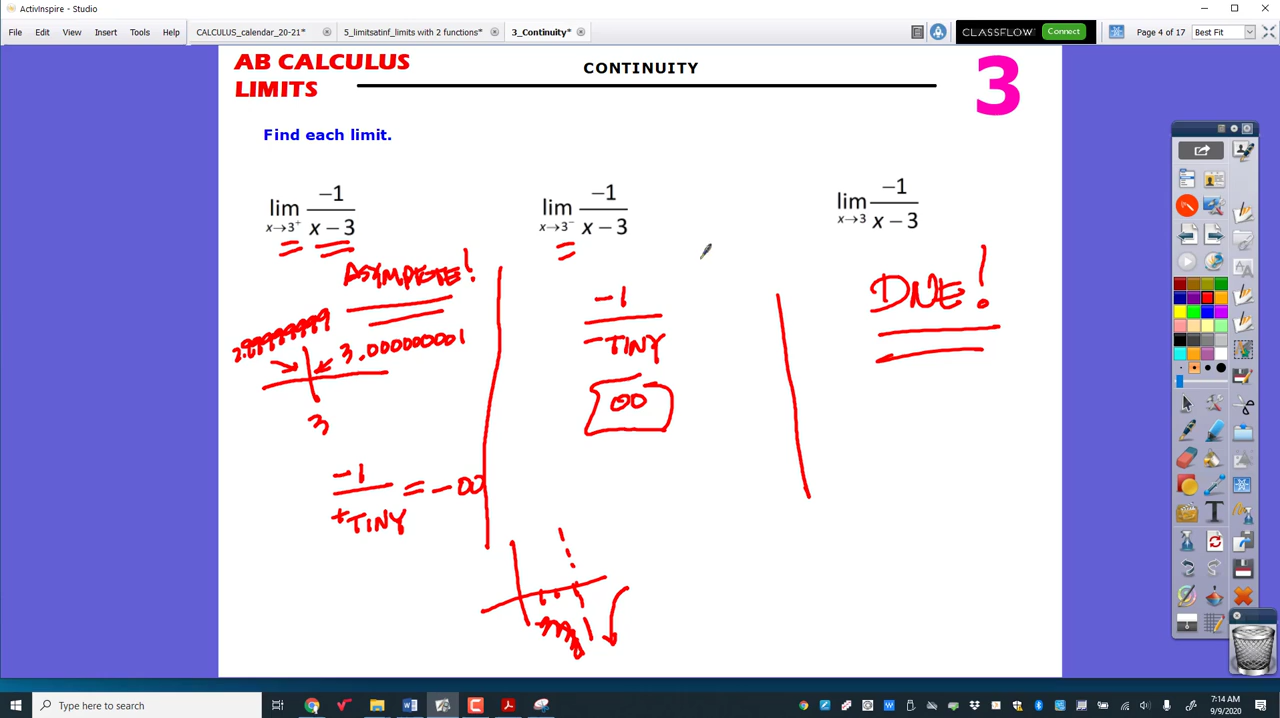 ActivInspire - Studio
File Edit View Insert Tools Help
CALCULUS_calendar_20-21*
5_limitsatinf_limits with 2 functions*
3_Continuity*
CLASSFLOW
Connect
Page 4 of 17
Best Fit
AB CALCULUS
LIMITS
CONTINUITY
3
Find each limit.
lim x→3⁺ −1/(x − 3)
lim x→3⁻ −1/(x − 3)
lim x→3 −1/(x − 3)
ASYMPTOTE!
3.000000001
3
−1/+TINY = −∞
−1/−TINY
∞
DNE!
Type here to search
7:14 AM
9/9/2020